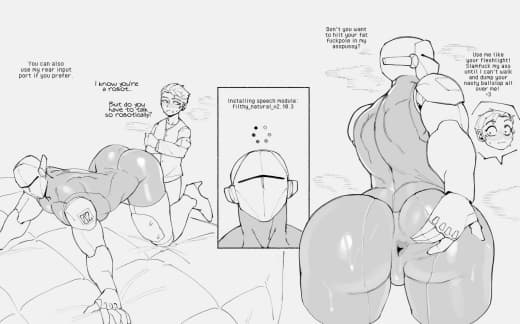 You can also
use my rear input
port if you prefer.
I know you're
a robot...
But do you
have to talk
so robotically?
Installing speech module:
Filthy_natural_v2.10.3
Don't you want
to hilt your fat
fuckpole in my
asspussy?
Use me like
your fleshlight!
Slamfuck my ass
until I can't walk
and dump your
nasty ballslop all
over me!
<3